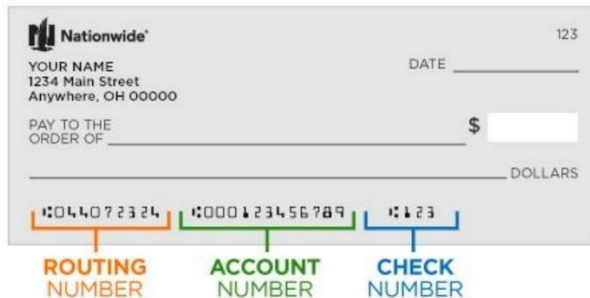 Nationwide®
123
YOUR NAME
1234 Main Street
Anywhere, OH 00000
DATE
PAY TO THE
ORDER OF
$
DOLLARS
⑆044072324 ⑆000123456789 ⑆123
ROUTING
NUMBER
ACCOUNT
NUMBER
CHECK
NUMBER